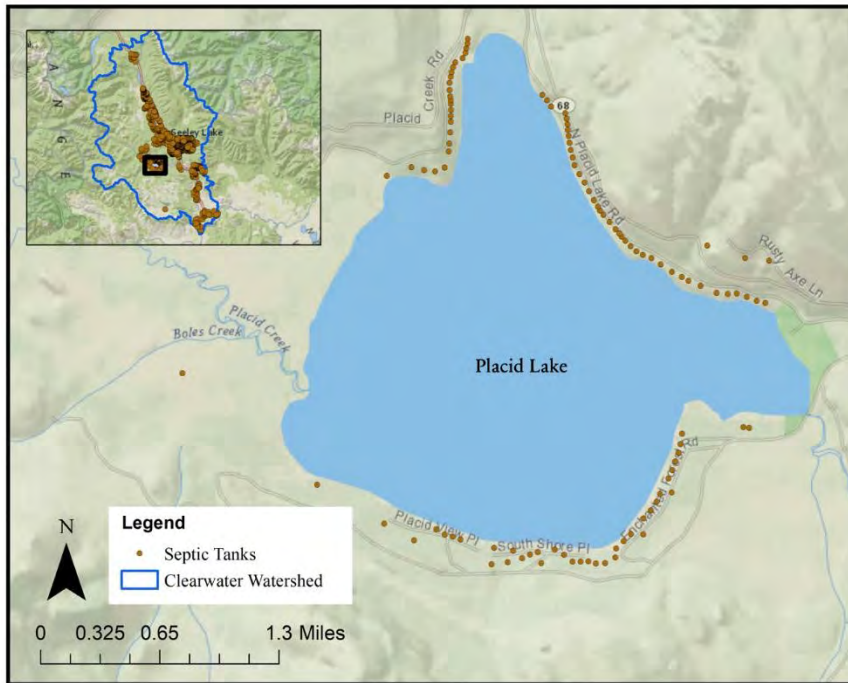 R A N G E
Seeley Lake
Placid
Creek Rd
68
N Placid Lake Rd
Rusty Axe Ln
Placid Creek
Boles Creek
Placid Lake
Placid View Pl
South Shore Pl
Rd
N
Legend
Septic Tanks
Clearwater Watershed
0 0.325 0.65 1.3 Miles